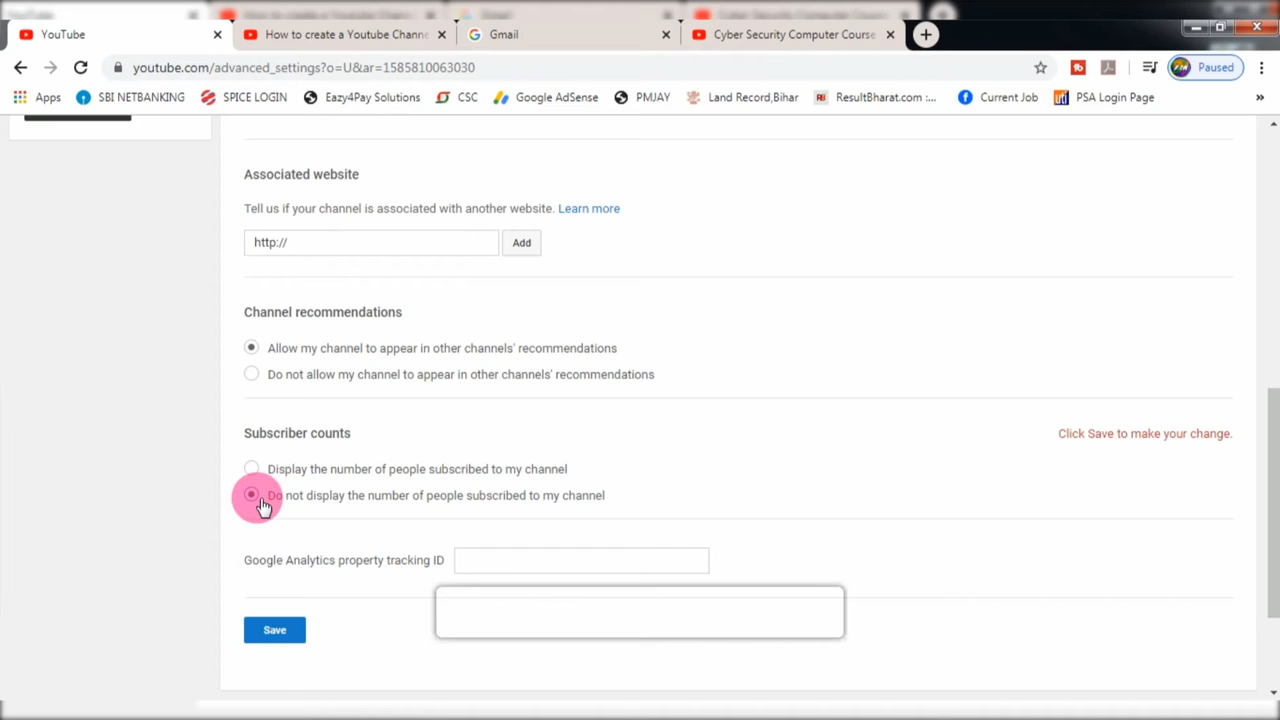 YouTube
How to create a Youtube Channe
Gmail
Cyber Security Computer Course
youtube.com/advanced_settings?o=U&ar=1585810063030
Paused
Apps
SBI NETBANKING
SPICE LOGIN
Eazy4Pay Solutions
CSC
Google AdSense
PMJAY
Land Record,Bihar
ResultBharat.com :...
Current Job
PSA Login Page
»
Associated website
Tell us if your channel is associated with another website. Learn more
http://
Add
Channel recommendations
Allow my channel to appear in other channels' recommendations
Do not allow my channel to appear in other channels' recommendations
Subscriber counts
Click Save to make your change.
Display the number of people subscribed to my channel
Do not display the number of people subscribed to my channel
Google Analytics property tracking ID
Save